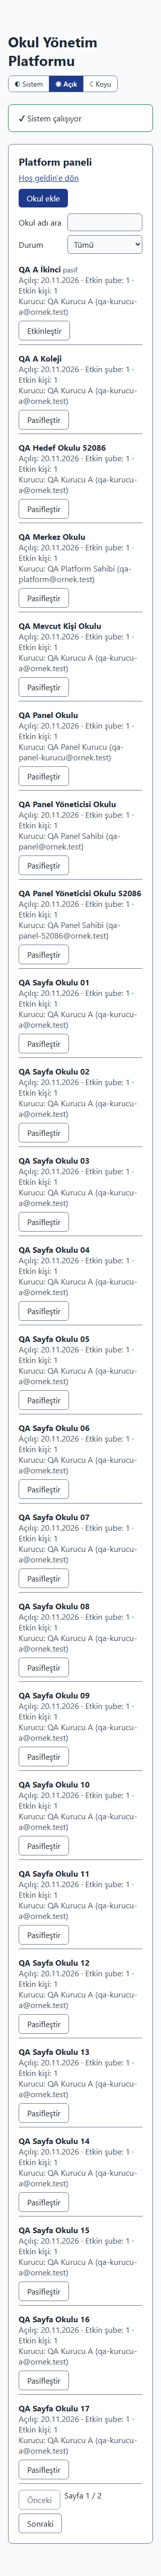 Okul Yönetim
Platformu
◐ Sistem
☀ Açık
☾ Koyu
✓ Sistem çalışıyor
Platform paneli
Hoş geldin'e dön
Okul ekle
Okul adı ara
Durum
Tümü
QA A İkinci pasif
Açılış: 20.11.2026 · Etkin şube: 1 ·
Etkin kişi: 1
Kurucu: QA Kurucu A (qa-kurucu-
a@ornek.test)
Etkinleştir
QA A Koleji
Açılış: 20.11.2026 · Etkin şube: 1 ·
Etkin kişi: 1
Kurucu: QA Kurucu A (qa-kurucu-
a@ornek.test)
Pasifleştir
QA Hedef Okulu 52086
Açılış: 20.11.2026 · Etkin şube: 1 ·
Etkin kişi: 1
Kurucu: QA Kurucu A (qa-kurucu-
a@ornek.test)
Pasifleştir
QA Merkez Okulu
Açılış: 20.11.2026 · Etkin şube: 1 ·
Etkin kişi: 1
Kurucu: QA Platform Sahibi (qa-
platform@ornek.test)
Pasifleştir
QA Mevcut Kişi Okulu
Açılış: 20.11.2026 · Etkin şube: 1 ·
Etkin kişi: 1
Kurucu: QA Kurucu A (qa-kurucu-
a@ornek.test)
Pasifleştir
QA Panel Okulu
Açılış: 20.11.2026 · Etkin şube: 1 ·
Etkin kişi: 1
Kurucu: QA Panel Kurucu (qa-
panel-kurucu@ornek.test)
Pasifleştir
QA Panel Yöneticisi Okulu
Açılış: 20.11.2026 · Etkin şube: 1 ·
Etkin kişi: 1
Kurucu: QA Panel Sahibi (qa-
panel@ornek.test)
Pasifleştir
QA Panel Yöneticisi Okulu 52086
Açılış: 20.11.2026 · Etkin şube: 1 ·
Etkin kişi: 1
Kurucu: QA Panel Sahibi (qa-
panel-52086@ornek.test)
Pasifleştir
QA Sayfa Okulu 01
Açılış: 20.11.2026 · Etkin şube: 1 ·
Etkin kişi: 1
Kurucu: QA Kurucu A (qa-kurucu-
a@ornek.test)
Pasifleştir
QA Sayfa Okulu 02
Açılış: 20.11.2026 · Etkin şube: 1 ·
Etkin kişi: 1
Kurucu: QA Kurucu A (qa-kurucu-
a@ornek.test)
Pasifleştir
QA Sayfa Okulu 03
Açılış: 20.11.2026 · Etkin şube: 1 ·
Etkin kişi: 1
Kurucu: QA Kurucu A (qa-kurucu-
a@ornek.test)
Pasifleştir
QA Sayfa Okulu 04
Açılış: 20.11.2026 · Etkin şube: 1 ·
Etkin kişi: 1
Kurucu: QA Kurucu A (qa-kurucu-
a@ornek.test)
Pasifleştir
QA Sayfa Okulu 05
Açılış: 20.11.2026 · Etkin şube: 1 ·
Etkin kişi: 1
Kurucu: QA Kurucu A (qa-kurucu-
a@ornek.test)
Pasifleştir
QA Sayfa Okulu 06
Açılış: 20.11.2026 · Etkin şube: 1 ·
Etkin kişi: 1
Kurucu: QA Kurucu A (qa-kurucu-
a@ornek.test)
Pasifleştir
QA Sayfa Okulu 07
Açılış: 20.11.2026 · Etkin şube: 1 ·
Etkin kişi: 1
Kurucu: QA Kurucu A (qa-kurucu-
a@ornek.test)
Pasifleştir
QA Sayfa Okulu 08
Açılış: 20.11.2026 · Etkin şube: 1 ·
Etkin kişi: 1
Kurucu: QA Kurucu A (qa-kurucu-
a@ornek.test)
Pasifleştir
QA Sayfa Okulu 09
Açılış: 20.11.2026 · Etkin şube: 1 ·
Etkin kişi: 1
Kurucu: QA Kurucu A (qa-kurucu-
a@ornek.test)
Pasifleştir
QA Sayfa Okulu 10
Açılış: 20.11.2026 · Etkin şube: 1 ·
Etkin kişi: 1
Kurucu: QA Kurucu A (qa-kurucu-
a@ornek.test)
Pasifleştir
QA Sayfa Okulu 11
Açılış: 20.11.2026 · Etkin şube: 1 ·
Etkin kişi: 1
Kurucu: QA Kurucu A (qa-kurucu-
a@ornek.test)
Pasifleştir
QA Sayfa Okulu 12
Açılış: 20.11.2026 · Etkin şube: 1 ·
Etkin kişi: 1
Kurucu: QA Kurucu A (qa-kurucu-
a@ornek.test)
Pasifleştir
QA Sayfa Okulu 13
Açılış: 20.11.2026 · Etkin şube: 1 ·
Etkin kişi: 1
Kurucu: QA Kurucu A (qa-kurucu-
a@ornek.test)
Pasifleştir
QA Sayfa Okulu 14
Açılış: 20.11.2026 · Etkin şube: 1 ·
Etkin kişi: 1
Kurucu: QA Kurucu A (qa-kurucu-
a@ornek.test)
Pasifleştir
QA Sayfa Okulu 15
Açılış: 20.11.2026 · Etkin şube: 1 ·
Etkin kişi: 1
Kurucu: QA Kurucu A (qa-kurucu-
a@ornek.test)
Pasifleştir
QA Sayfa Okulu 16
Açılış: 20.11.2026 · Etkin şube: 1 ·
Etkin kişi: 1
Kurucu: QA Kurucu A (qa-kurucu-
a@ornek.test)
Pasifleştir
QA Sayfa Okulu 17
Açılış: 20.11.2026 · Etkin şube: 1 ·
Etkin kişi: 1
Kurucu: QA Kurucu A (qa-kurucu-
a@ornek.test)
Pasifleştir
Önceki
Sayfa 1 / 2
Sonraki